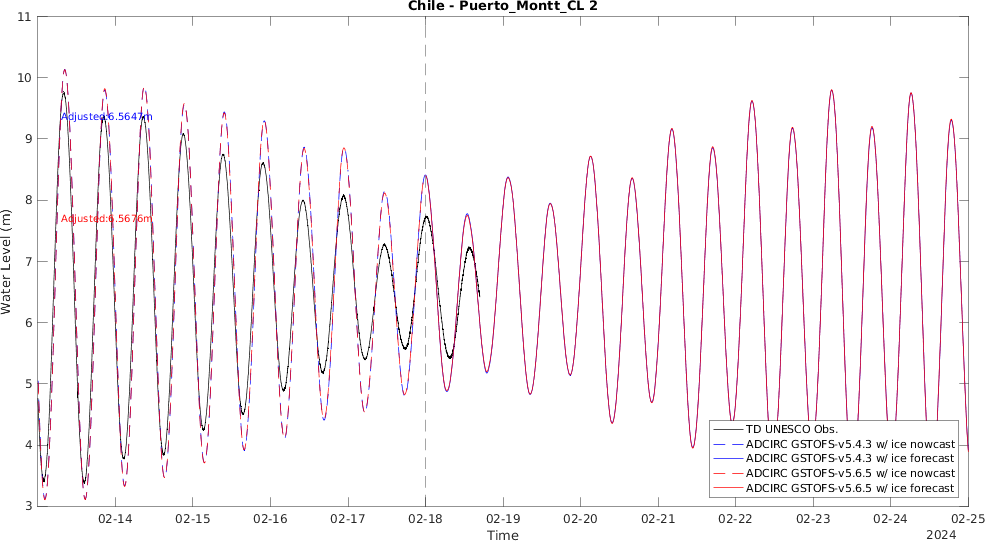 Chile - Puerto_Montt_CL 2
11
10
9
8
7
6
5
4
3
Water Level (m)
Adjusted:6.5647m
Adjusted:6.5676m
TD UNESCO Obs.
ADCIRC GSTOFS-v5.4.3 w/ ice nowcast
ADCIRC GSTOFS-v5.4.3 w/ ice forecast
ADCIRC GSTOFS-v5.6.5 w/ ice nowcast
ADCIRC GSTOFS-v5.6.5 w/ ice forecast
02-14 02-15 02-16 02-17 02-18 02-19 02-20 02-21 02-22 02-23 02-24 02-25
Time 2024